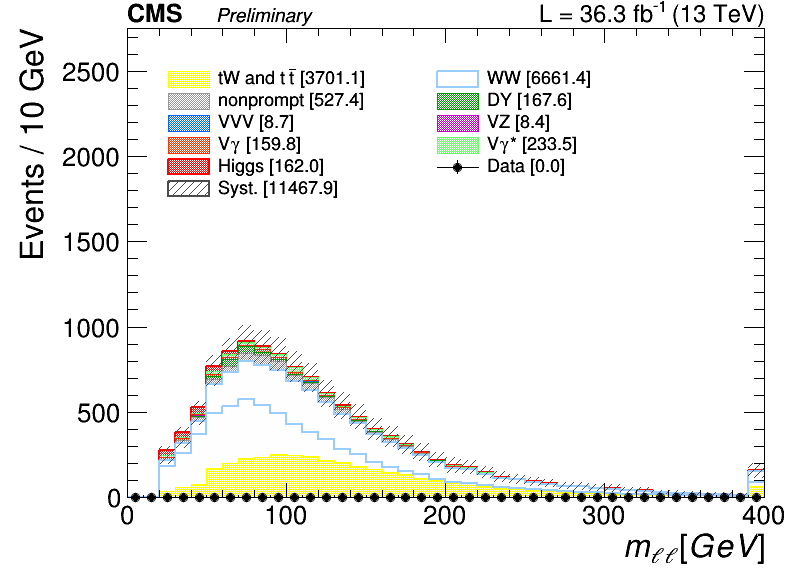 CMS Preliminary L = 36.3 fb⁻¹ (13 TeV)
Events / 10 GeV
2500
2000
1500
1000
500
0
tW and tt̄ [3701.1]
nonprompt [527.4]
VVV [8.7]
Vγ [159.8]
Higgs [162.0]
Syst. [11467.9]
WW [6661.4]
DY [167.6]
VZ [8.4]
Vγ* [233.5]
Data [0.0]
0 100 200 300 400
m_ℓℓ[GeV]